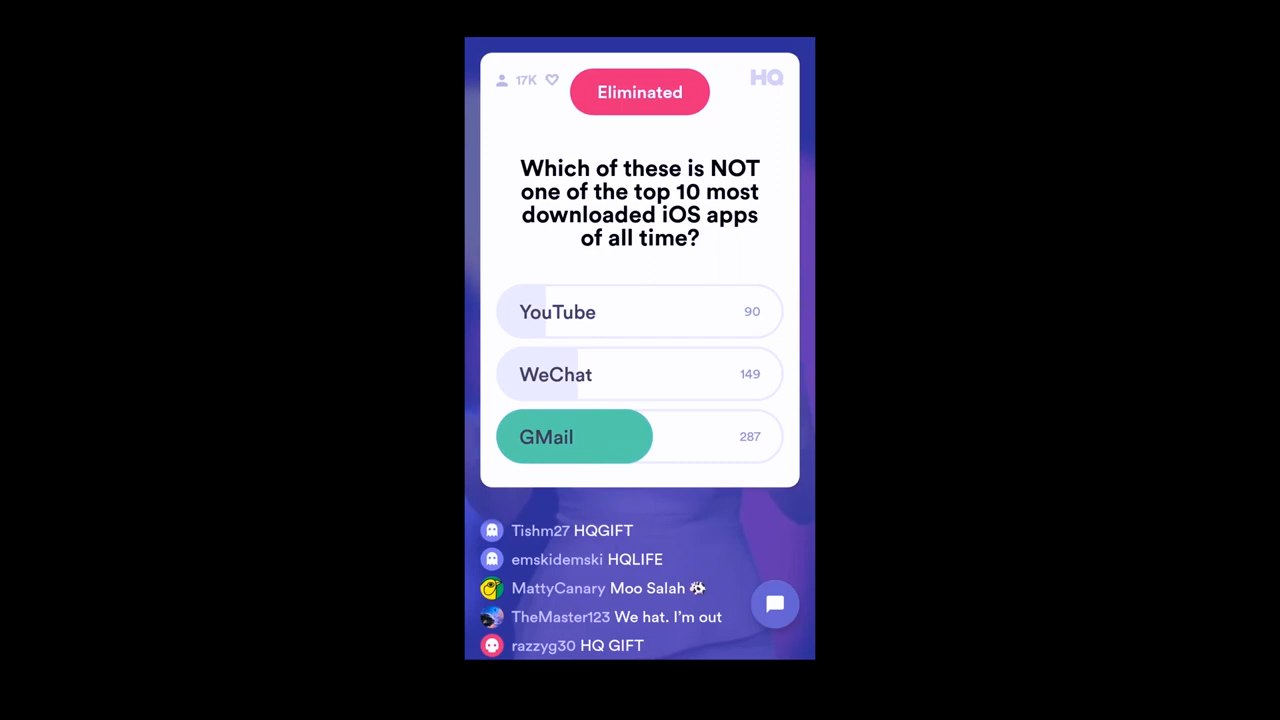 17K
Eliminated
HQ
Which of these is NOT
one of the top 10 most
downloaded iOS apps
of all time?
YouTube 90
WeChat 149
GMail 287
Tishm27 HQGIFT
emskidemski HQLIFE
MattyCanary Moo Salah ⚽
TheMaster123 We hat. I'm out
razzyg30 HQ GIFT